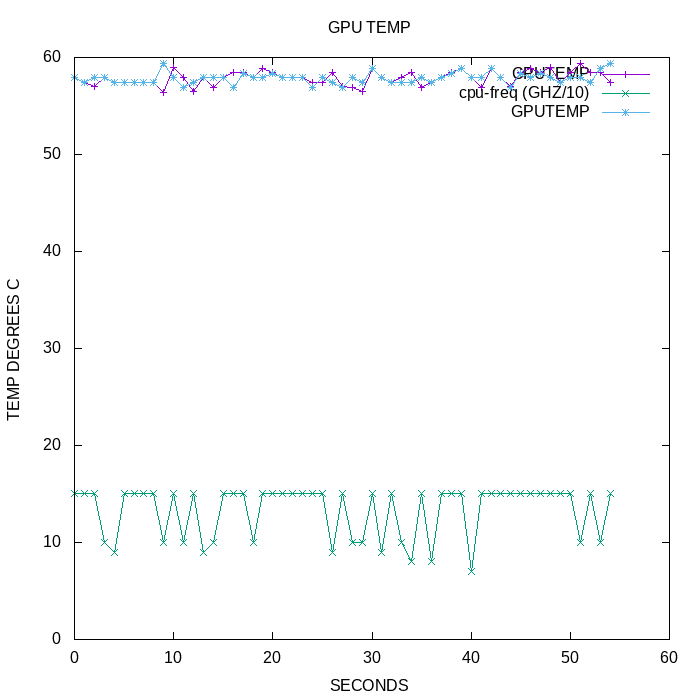 GPU TEMP
60
50
40
30
20
10
0
TEMP DEGREES C
CPUTEMP
cpu-freq (GHZ/10)
GPUTEMP
0 10 20 30 40 50 60
SECONDS